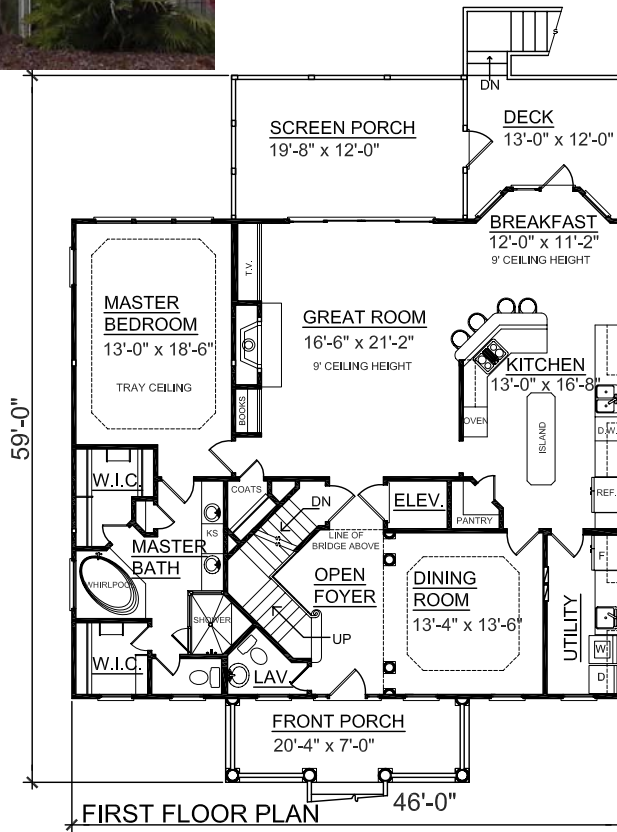 DN
SCREEN PORCH
19'-8" x 12'-0"
DECK
13'-0" x 12'-0"
BREAKFAST
12'-0" x 11'-2"
9' CEILING HEIGHT
T.V.
MASTER
BEDROOM
13'-0" x 18'-6"
TRAY CEILING
GREAT ROOM
16'-6" x 21'-2"
9' CEILING HEIGHT
KITCHEN
13'-0" x 16'-8"
BOOKS
OVEN
ISLAND
D.W.
REF.
59'-0"
W.I.C.
COATS
DN
ELEV.
PANTRY
LINE OF
BRIDGE ABOVE
KS
MASTER
BATH
WHIRLPOOL
OPEN
FOYER
DINING
ROOM
13'-4" x 13'-6"
F
UTILITY
SHOWER
UP
W
D
W.I.C.
LAV.
FRONT PORCH
20'-4" x 7'-0"
46'-0"
FIRST FLOOR PLAN